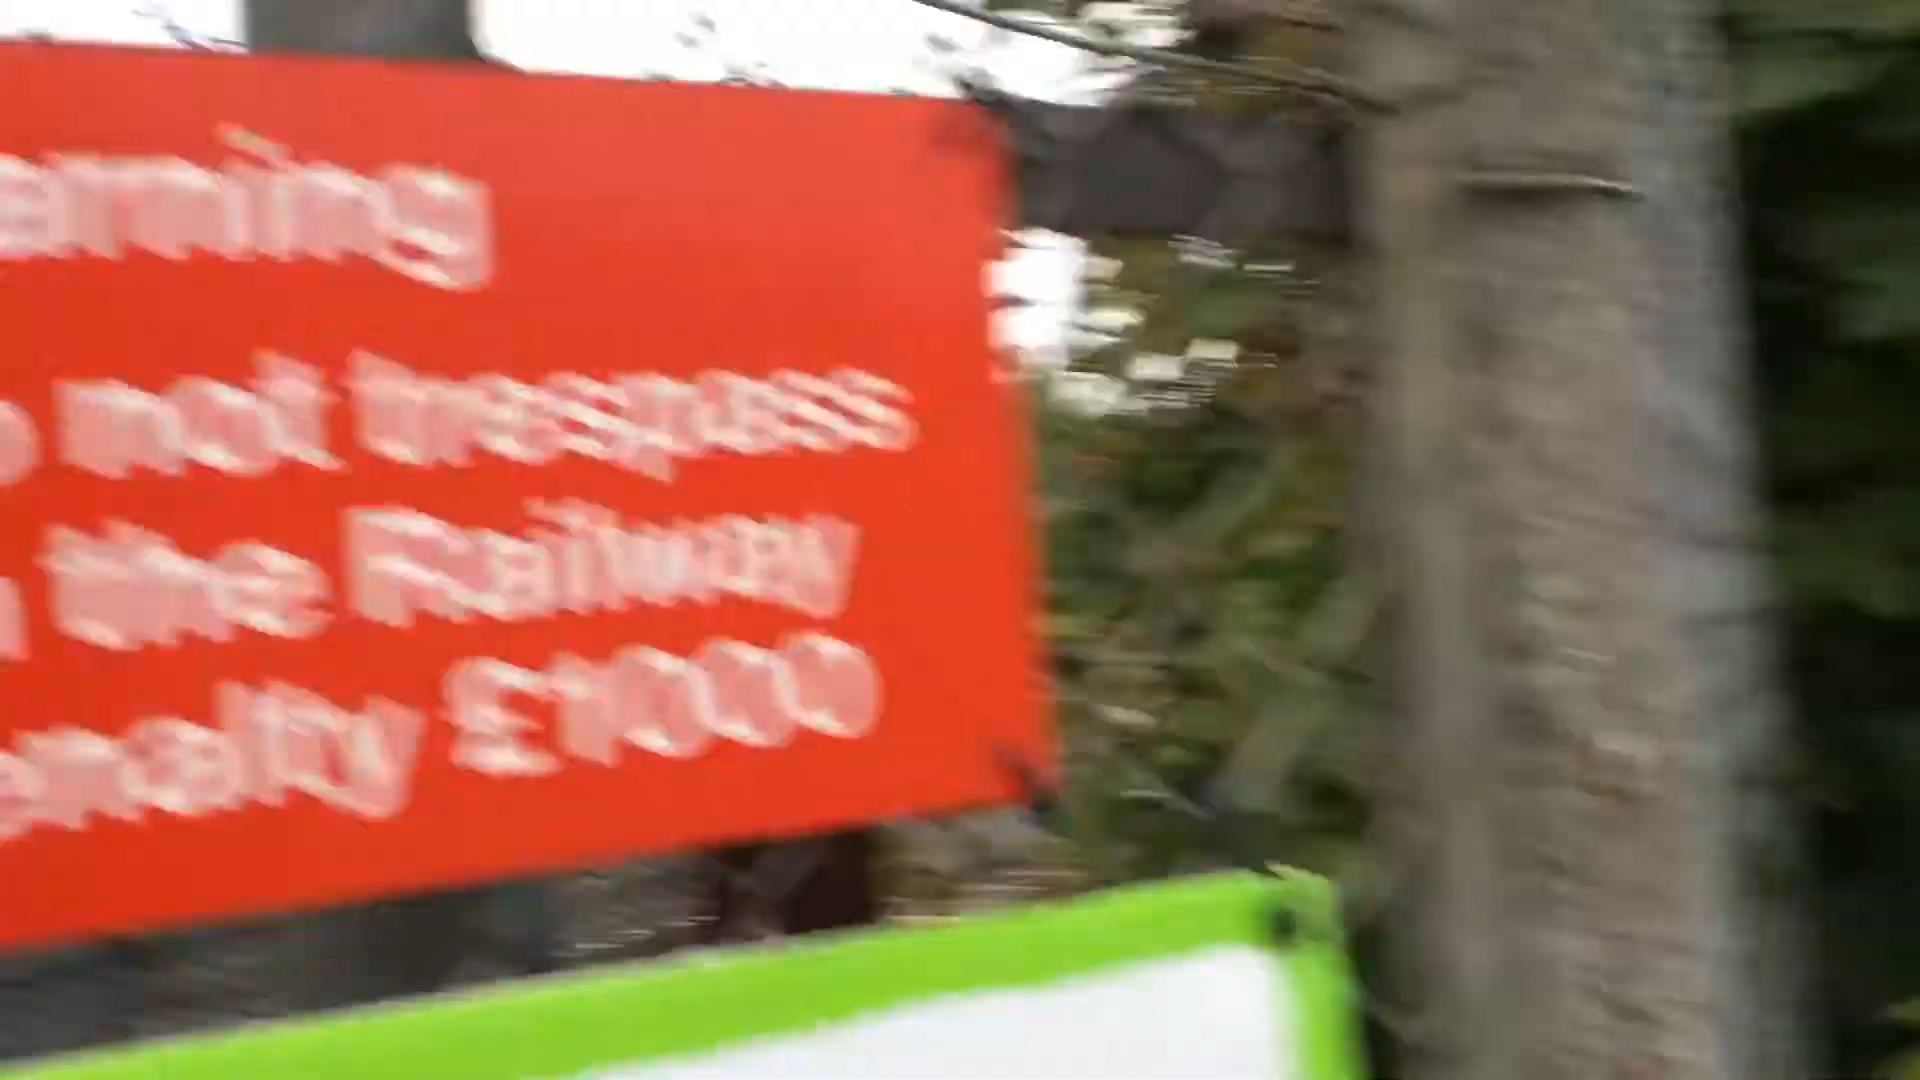 arning
o not trespass
n the Railway
enalty £1000